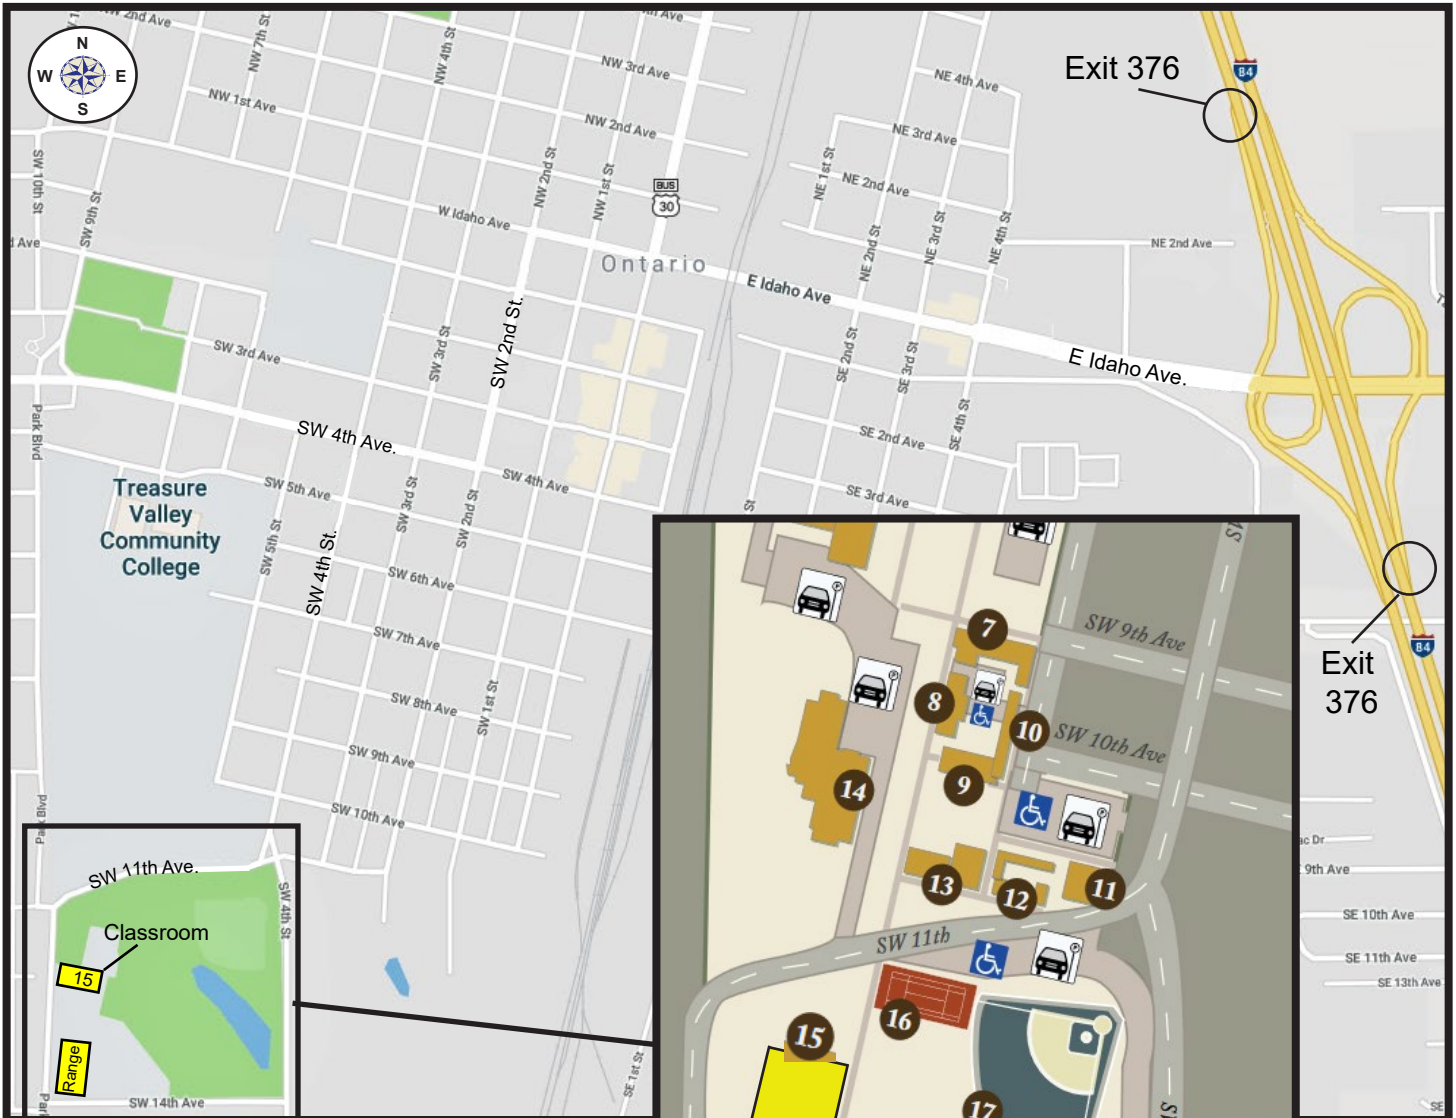 NW 2nd Ave
NW 7th St
NW 4th St
NW 3rd Ave
NE 4th Ave
Exit 376
84
N
W
E
S
NW 1st Ave
NW 2nd Ave
NE 3rd Ave
SW 10th St
SW 9th St
NW 2nd St
NW 1st St
BUS
30
NE 1st St
NE 2nd Ave
W Idaho Ave
NE 2nd St
NE 3rd St
NE 4th St
NE 2nd Ave
Ontario
E Idaho Ave
SW 3rd Ave
SW 3rd St
SW 2nd St.
SE 2nd St
SE 3rd St
E Idaho Ave.
Park Blvd
SW 4th Ave.
SE 2nd Ave
SE 4th St
SW 5th Ave
SW 4th Ave
SE 3rd Ave
Treasure
Valley
Community
College
SW 3rd St
SW 2nd St
SW 5th St
SW 4th St.
SW 6th Ave
SW 7th Ave
SW 8th Ave
SW 1st St
SW 9th Ave
SW 10th Ave
Park Blvd
84
Exit
376
SW 11th Ave.
SW 4th St
Classroom
15
Range
SW 14th Ave
SE 1st St
7
SW 9th Ave
8
10
SW 10th Ave
9
14
13
12
11
SW 11th
16
15
17
9th Ave
SE 10th Ave
SE 11th Ave
SE 13th Ave